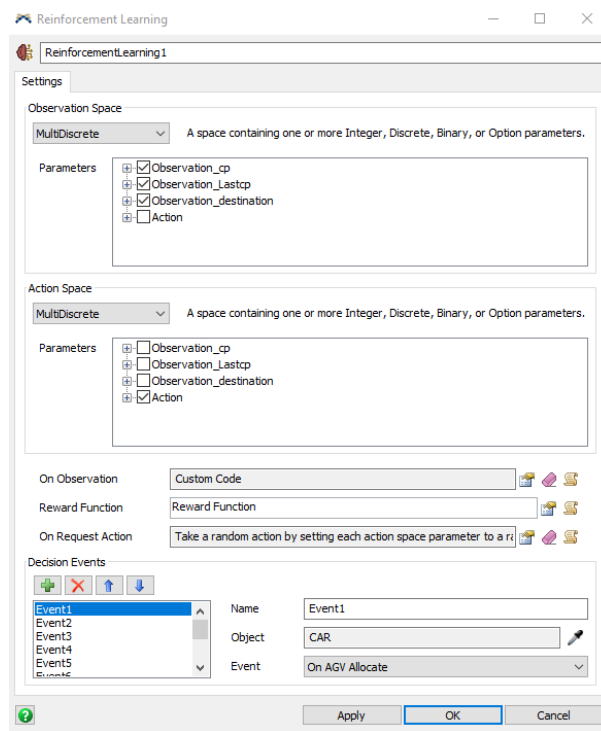 Reinforcement Learning
ReinforcementLearning1
Settings
Observation Space
MultiDiscrete A space containing one or more Integer, Discrete, Binary, or Option parameters.
Parameters
Observation_cp
Observation_Lastcp
Observation_destination
Action
Action Space
MultiDiscrete A space containing one or more Integer, Discrete, Binary, or Option parameters.
Parameters
Observation_cp
Observation_Lastcp
Observation_destination
Action
On Observation Custom Code
Reward Function Reward Function
On Request Action Take a random action by setting each action space parameter to a
Decision Events
Event1
Event2
Event3
Event4
Event5
Event6
Name Event1
Object CAR
Event On AGV Allocate
Apply OK Cancel